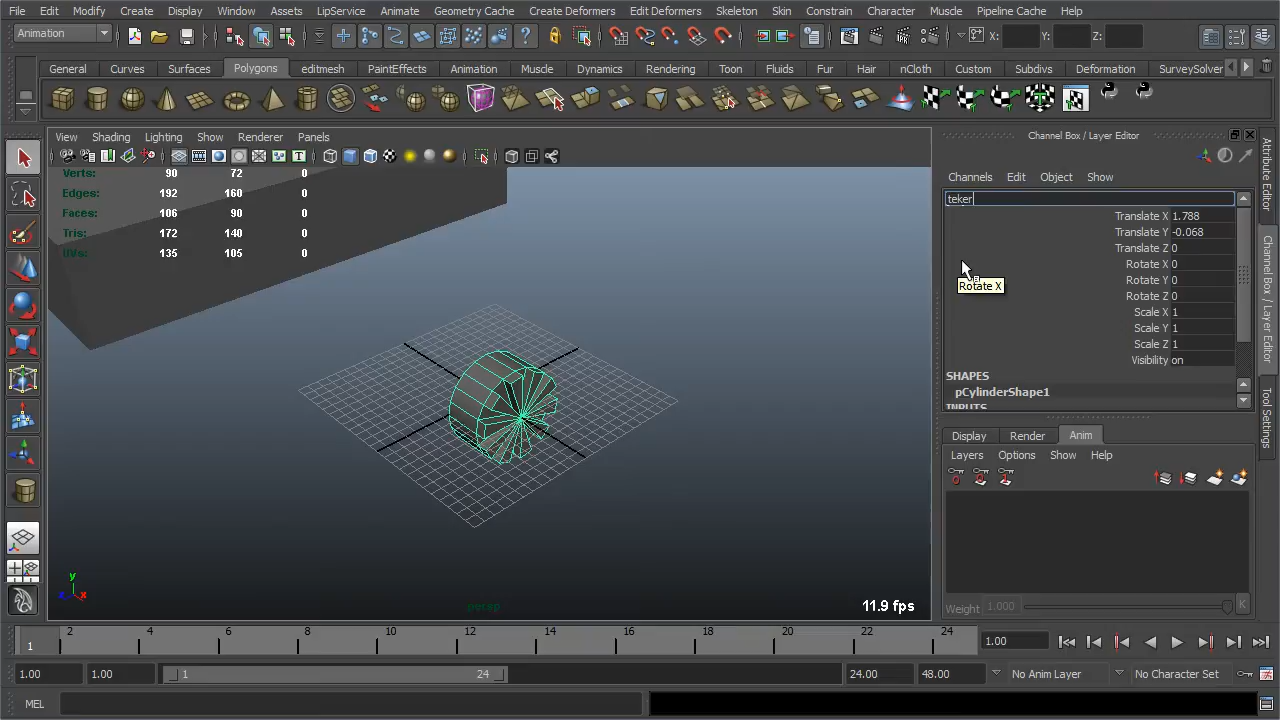 File Edit Modify Create Display Window Assets LipService Animate Geometry Cache Create Deformers Edit Deformers Skeleton Skin Constrain Character Muscle Pipeline Cache Help
Animation X: Y: Z:
General Curves Surfaces Polygons editmesh PaintEffects Animation Muscle Dynamics Rendering Toon Fluids Fur Hair nCloth Custom Subdivs Deformation SurveySolver
View Shading Lighting Show Renderer Panels
Verts: 90 72 0
Edges: 192 160 0
Faces: 106 90 0
Tris: 172 140 0
UVs: 135 105 0
persp
11.9 fps
y
z x
Channel Box / Layer Editor
Channels Edit Object Show
teker
Translate X 1.788
Translate Y -0.068
Translate Z 0
Rotate X 0
Rotate Y 0
Rotate Z 0
Scale X 1
Scale Y 1
Scale Z 1
Visibility on
Rotate X
SHAPES
pCylinderShape1
INPUTS
Display Render Anim
Layers Options Show Help
0 0 1
Weight 1.000 K
Attribute Editor
Channel Box / Layer Editor
Tool Settings
1 2 4 6 8 10 12 14 16 18 20 22 24 1.00
1.00 1.00 1 24 24.00 48.00 No Anim Layer No Character Set
MEL